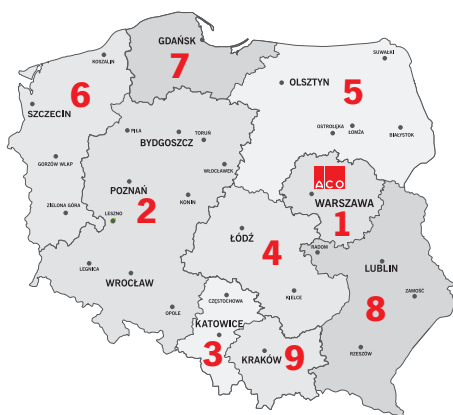 GDAŃSK
7
KOSZALIN
SUWAŁKI
6
OLSZTYN
5
SZCZECIN
OSTROŁĘKA
ŁOMŻA
BIAŁYSTOK
PIŁA
BYDGOSZCZ
TORUŃ
GORZÓW WLKP
WŁOCŁAWEK
ACO
POZNAŃ
WARSZAWA
KONIN
2
1
ZIELONA GÓRA
LESZNO
ŁÓDŹ
RADOM
4
LEGNICA
WROCŁAW
LUBLIN
CZĘSTOCHOWA
KIELCE
ZAMOŚĆ
8
OPOLE
KATOWICE
3
KRAKÓW
9
RZESZÓW